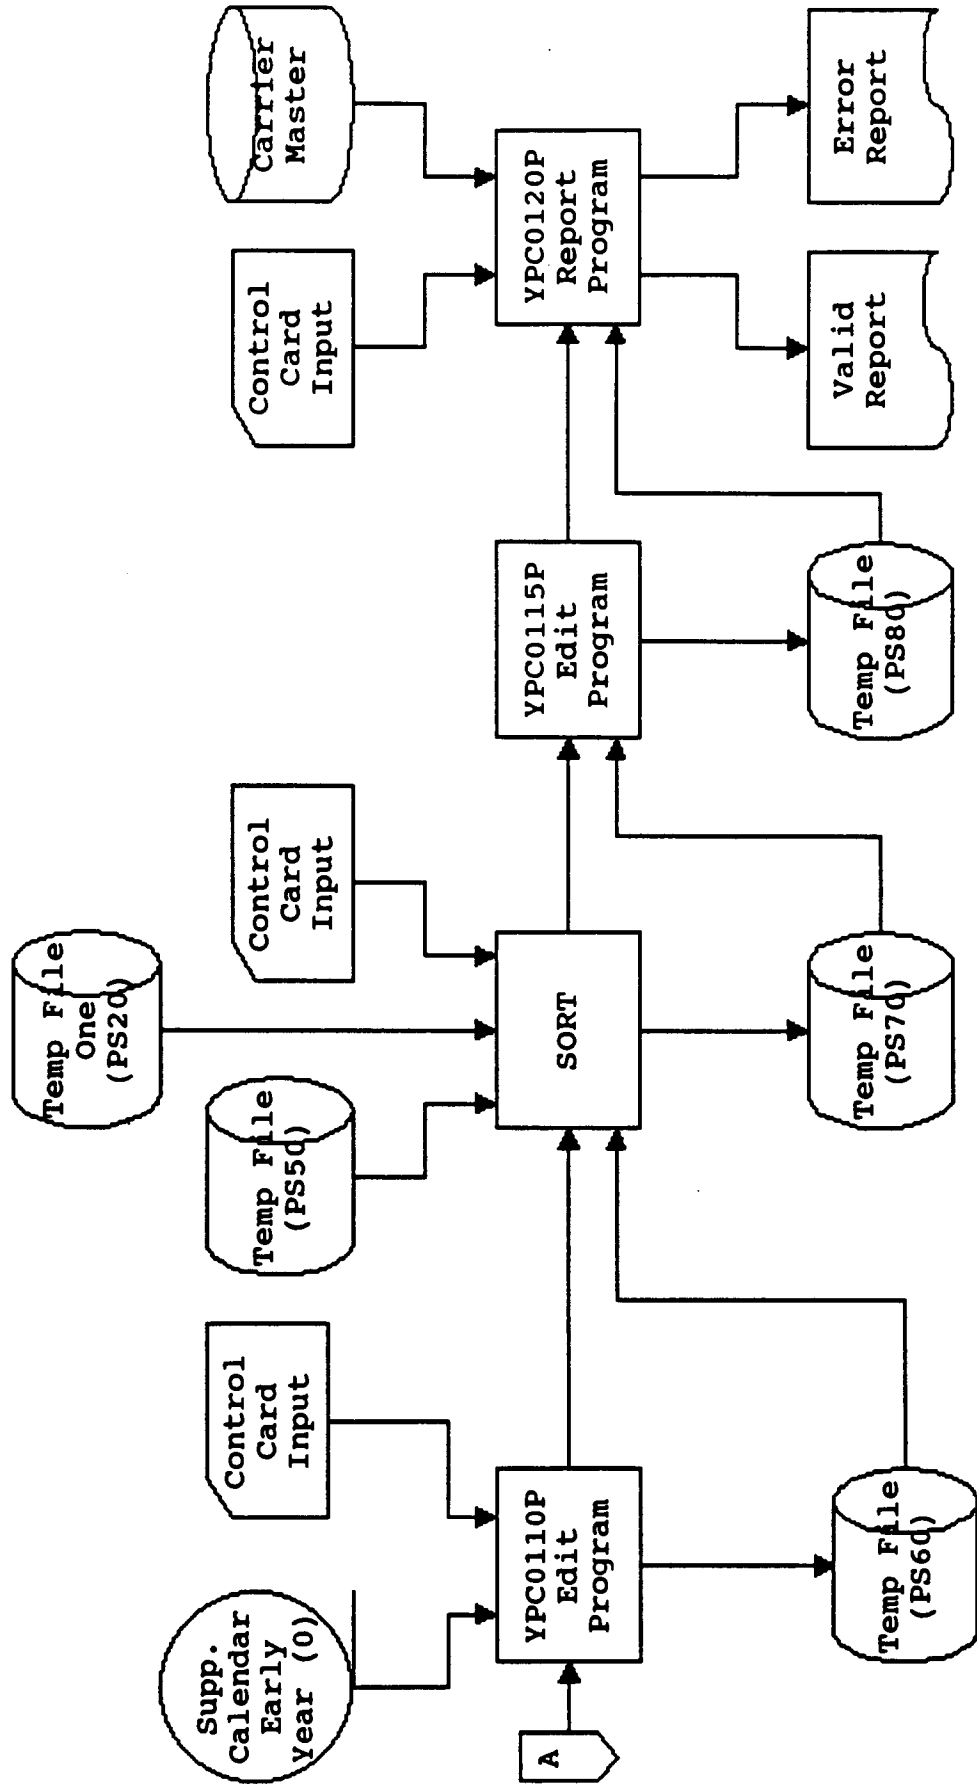 Temp File
One
(PS20)
Supp.
Calendar
Early
Year (0)
Control
Card
Input
Temp File
(PS50)
Control
Card
Input
Control
Card
Input
Carrier
Master
A
YPC0110P
Edit
Program
SORT
YPC0115P
Edit
Program
YPC0120P
Report
Program
Temp File
(PS60)
Temp File
(PS70)
Temp File
(PS80)
Valid
Report
Error
Report